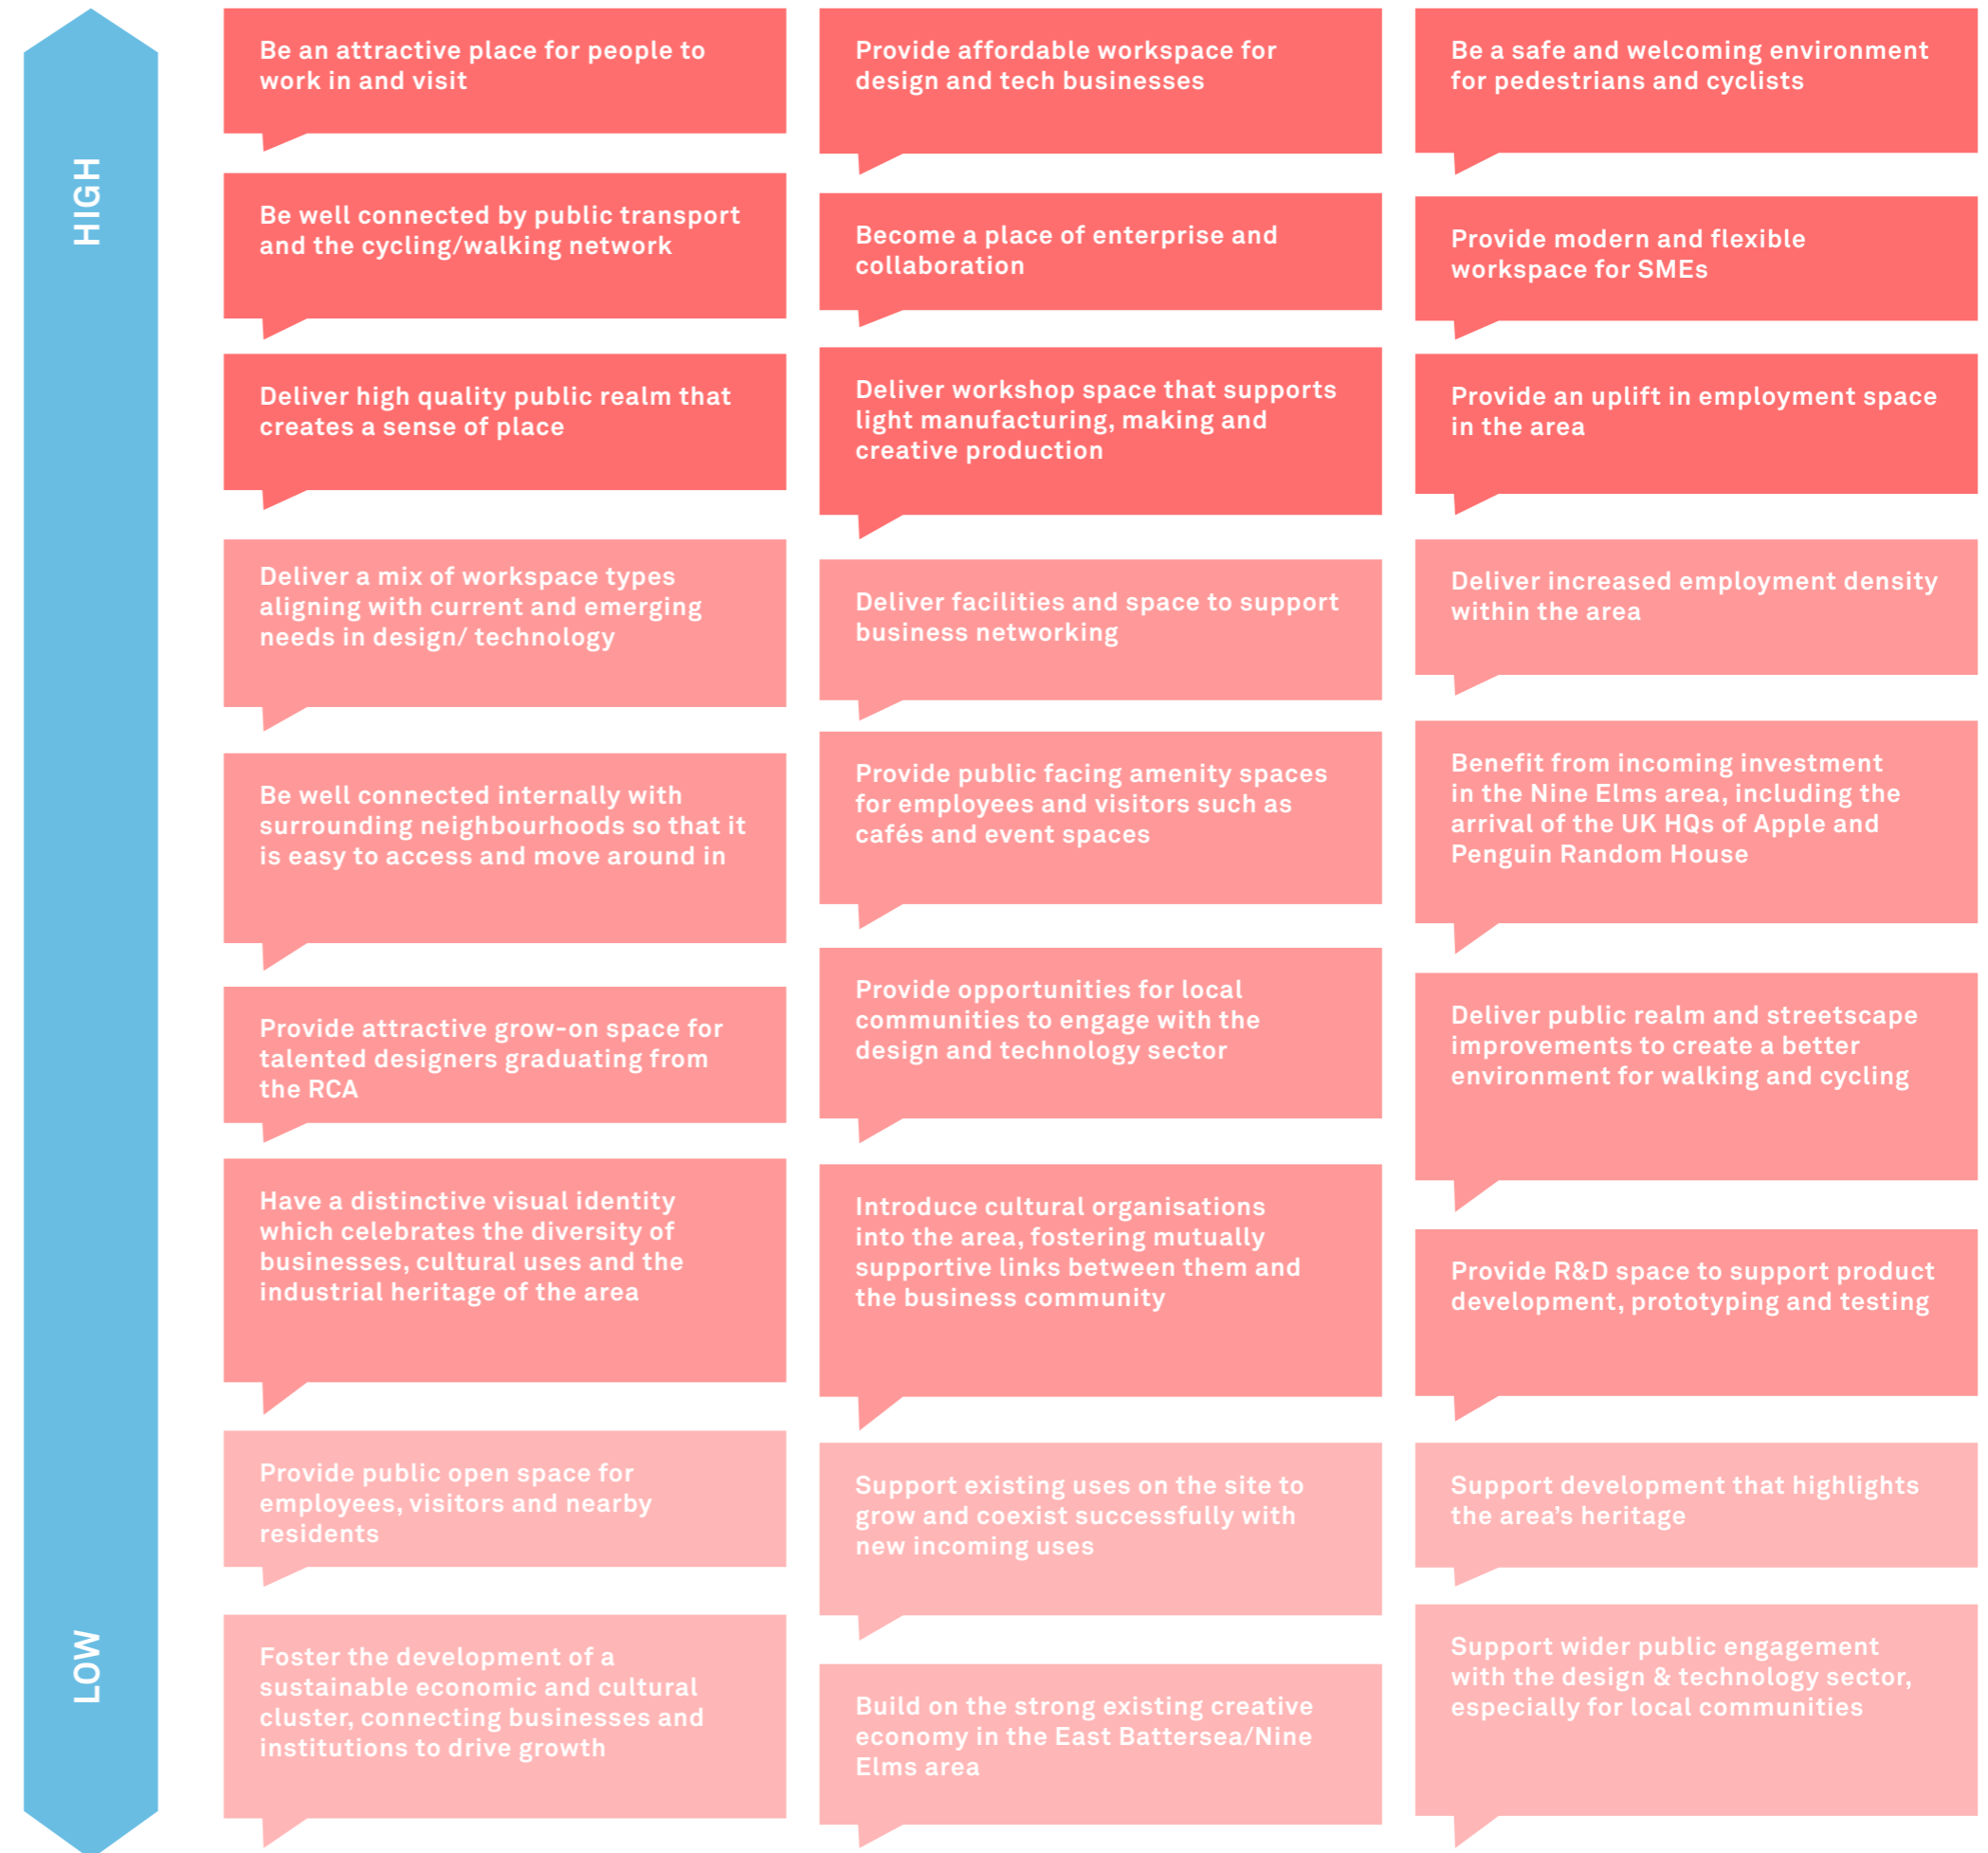 HIGH
Be an attractive place for people to
work in and visit
Provide affordable workspace for
design and tech businesses
Be a safe and welcoming environment
for pedestrians and cyclists
Be well connected by public transport
and the cycling/walking network
Become a place of enterprise and
collaboration
Provide modern and flexible
workspace for SMEs
Deliver high quality public realm that
creates a sense of place
Deliver workshop space that supports
light manufacturing, making and
creative production
Provide an uplift in employment space
in the area
Deliver a mix of workspace types
aligning with current and emerging
needs in design/ technology
Deliver facilities and space to support
business networking
Deliver increased employment density
within the area
Be well connected internally with
surrounding neighbourhoods so that it
is easy to access and move around in
Provide public facing amenity spaces
for employees and visitors such as
cafés and event spaces
Benefit from incoming investment
in the Nine Elms area, including the
arrival of the UK HQs of Apple and
Penguin Random House
Provide attractive grow-on space for
talented designers graduating from
the RCA
Provide opportunities for local
communities to engage with the
design and technology sector
Deliver public realm and streetscape
improvements to create a better
environment for walking and cycling
Have a distinctive visual identity
which celebrates the diversity of
businesses, cultural uses and the
industrial heritage of the area
Introduce cultural organisations
into the area, fostering mutually
supportive links between them and
the business community
Provide R&D space to support product
development, prototyping and testing
Provide public open space for
employees, visitors and nearby
residents
Support existing uses on the site to
grow and coexist successfully with
new incoming uses
Support development that highlights
the area's heritage
LOW
Foster the development of a
sustainable economic and cultural
cluster, connecting businesses and
institutions to drive growth
Build on the strong existing creative
economy in the East Battersea/Nine
Elms area
Support wider public engagement
with the design & technology sector,
especially for local communities